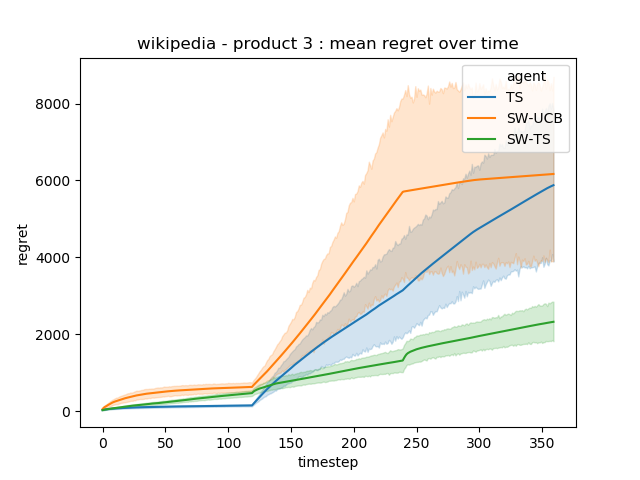 wikipedia - product 3 : mean regret over time
agent
TS
SW-UCB
SW-TS
8000
6000
4000
2000
0
regret
0 50 100 150 200 250 300 350
timestep